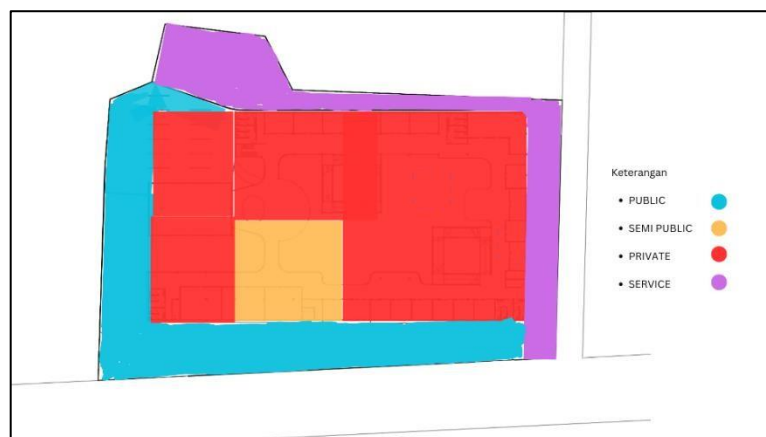 Keterangan
• PUBLIC
• SEMI PUBLIC
• PRIVATE
• SERVICE